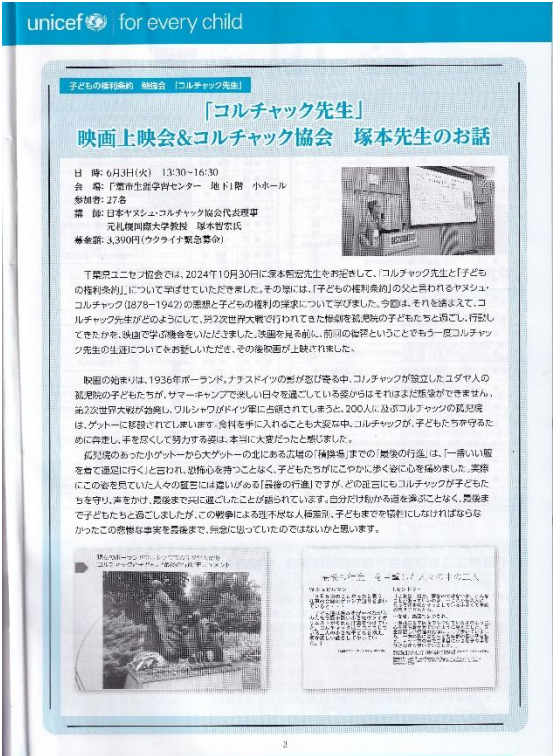 unicef for every child
子どもの権利条約 勉強会 「コルチャック先生」
「コルチャック先生」
映画上映会&コルチャック協会 塚本先生のお話
日 時: 6月3日(火) 13:30~16:30
会 場: 千葉市生涯学習センター 地下1階 小ホール
参加者: 27名
講 師: 日本ヤヌシュ・コルチャック協会代表理事
元札幌国際大学教授 塚本智宏氏
募金額: 3,390円(ウクライナ緊急募金)
千葉県ユニセフ協会では、2024年10月30日に塚本智宏先生をお招きして、「コルチャック先生と「子ども
の権利条約」」について学ばせていただきました。その際には、「子どもの権利条約」の父と言われるヤヌシュ・
コルチャック(1878-1942)の思想と子どもの権利の探求について学びました。今回は、それを踏まえて、コ
ルチャック先生がどのようにして、第2次世界大戦で行われてきた惨劇を孤児院の子どもたちと過ごし、行動し
てきたかを、映画で学ぶ機会をいただきました。映画を見る前に、前回の復習ということでもう一度コルチャッ
ク先生の生涯についてをお話しいただき、その後映画が上映されました。
映画の始まりは、1936年ポーランド。ナチスドイツの影が忍び寄る中、コルチャックが設立したユダヤ人の
孤児院の子どもたちが、サマーキャンプで楽しい日々を過ごしている姿からはそれはまだ想像ができません。
第2次世界大戦が勃発し、ワルシャワがドイツ軍に占領されてしまうと、200人に及ぶコルチャックの孤児院
は、ゲットーに移設されてしまいます。食料を手に入れることも大変な中、コルチャックが、子どもたちを守るた
めに奔走し、手を尽くして努力する姿は、本当に大変だったと感じました。
孤児院のあった小ゲットーから大ゲットーの北にある広場の「積換場」までの「最後の行進」は、「一番いい服
を着て遠足に行く」と言われ、恐怖心を持つことなく、子どもたちがにこやかに歩く姿に心を痛めました。実際
にこの姿を見ていた人々の証言には違いがある「最後の行進」ですが、どの証言にもコルチャックが子どもた
ちを守り、声をかけ、最後まで共に過ごしたことが語られています。自分だけ助かる道を選ぶことなく、最後ま
で子どもたちと過ごしましたが、この戦争による理不尽な人種差別、子どもまでを犠牲にしなければならな
かったこの悲惨な事実を最後まで、無念に思っていたのではないかと思います。
最後の行進 を目撃した人々の中の二人
3